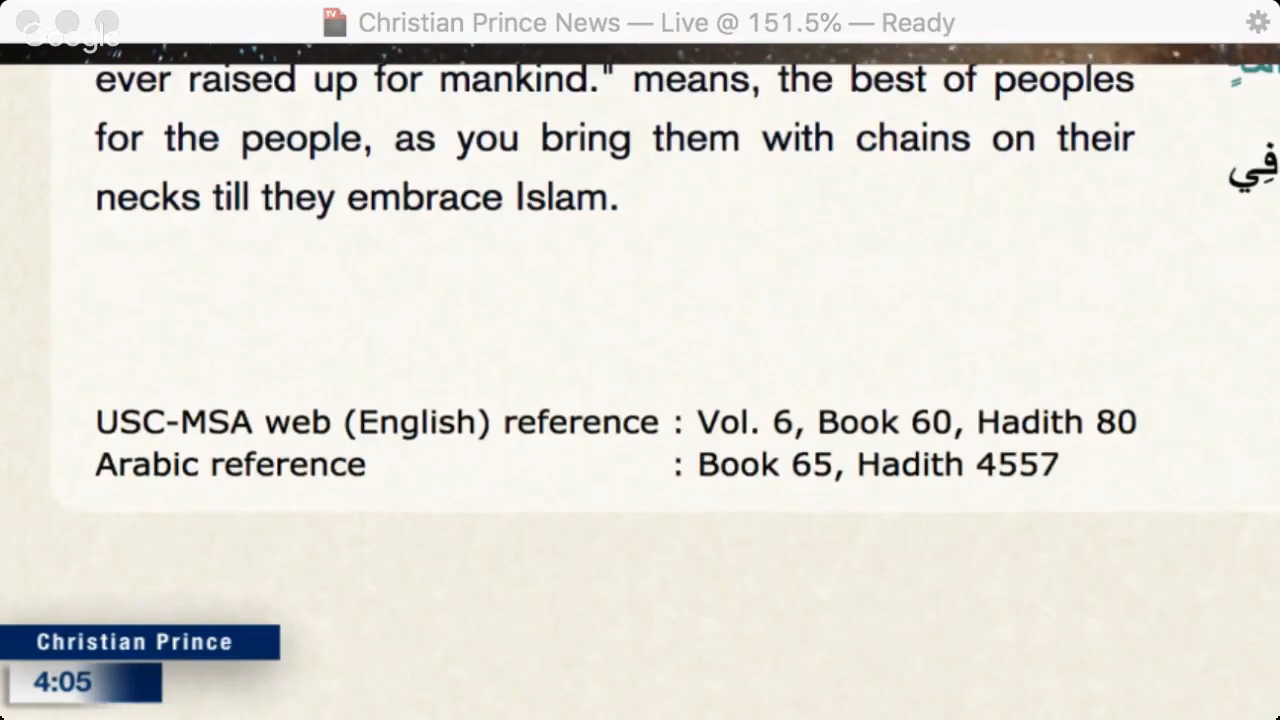 Christian Prince News — Live @ 151.5% — Ready
Google
ever raised up for mankind." means, the best of peoples
for the people, as you bring them with chains on their
necks till they embrace Islam.
فِي
USC-MSA web (English) reference : Vol. 6, Book 60, Hadith 80
Arabic reference : Book 65, Hadith 4557
Christian Prince
4:05